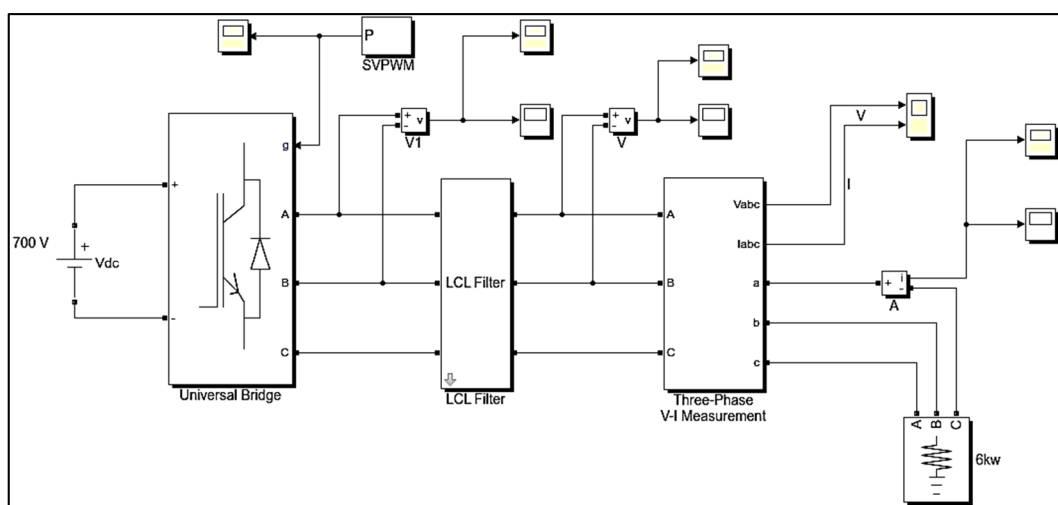 P
SVPWM
+
-
v
V1
+
-
v
V
g
V
I
+
A
A
A
Vabc
700 V
+
Vdc
Iabc
B
LCL Filter
B
a
+
i
-
A
-
b
C
C
c
Universal Bridge
LCL Filter
Three-Phase
V-I Measurement
A
B
C
6kw